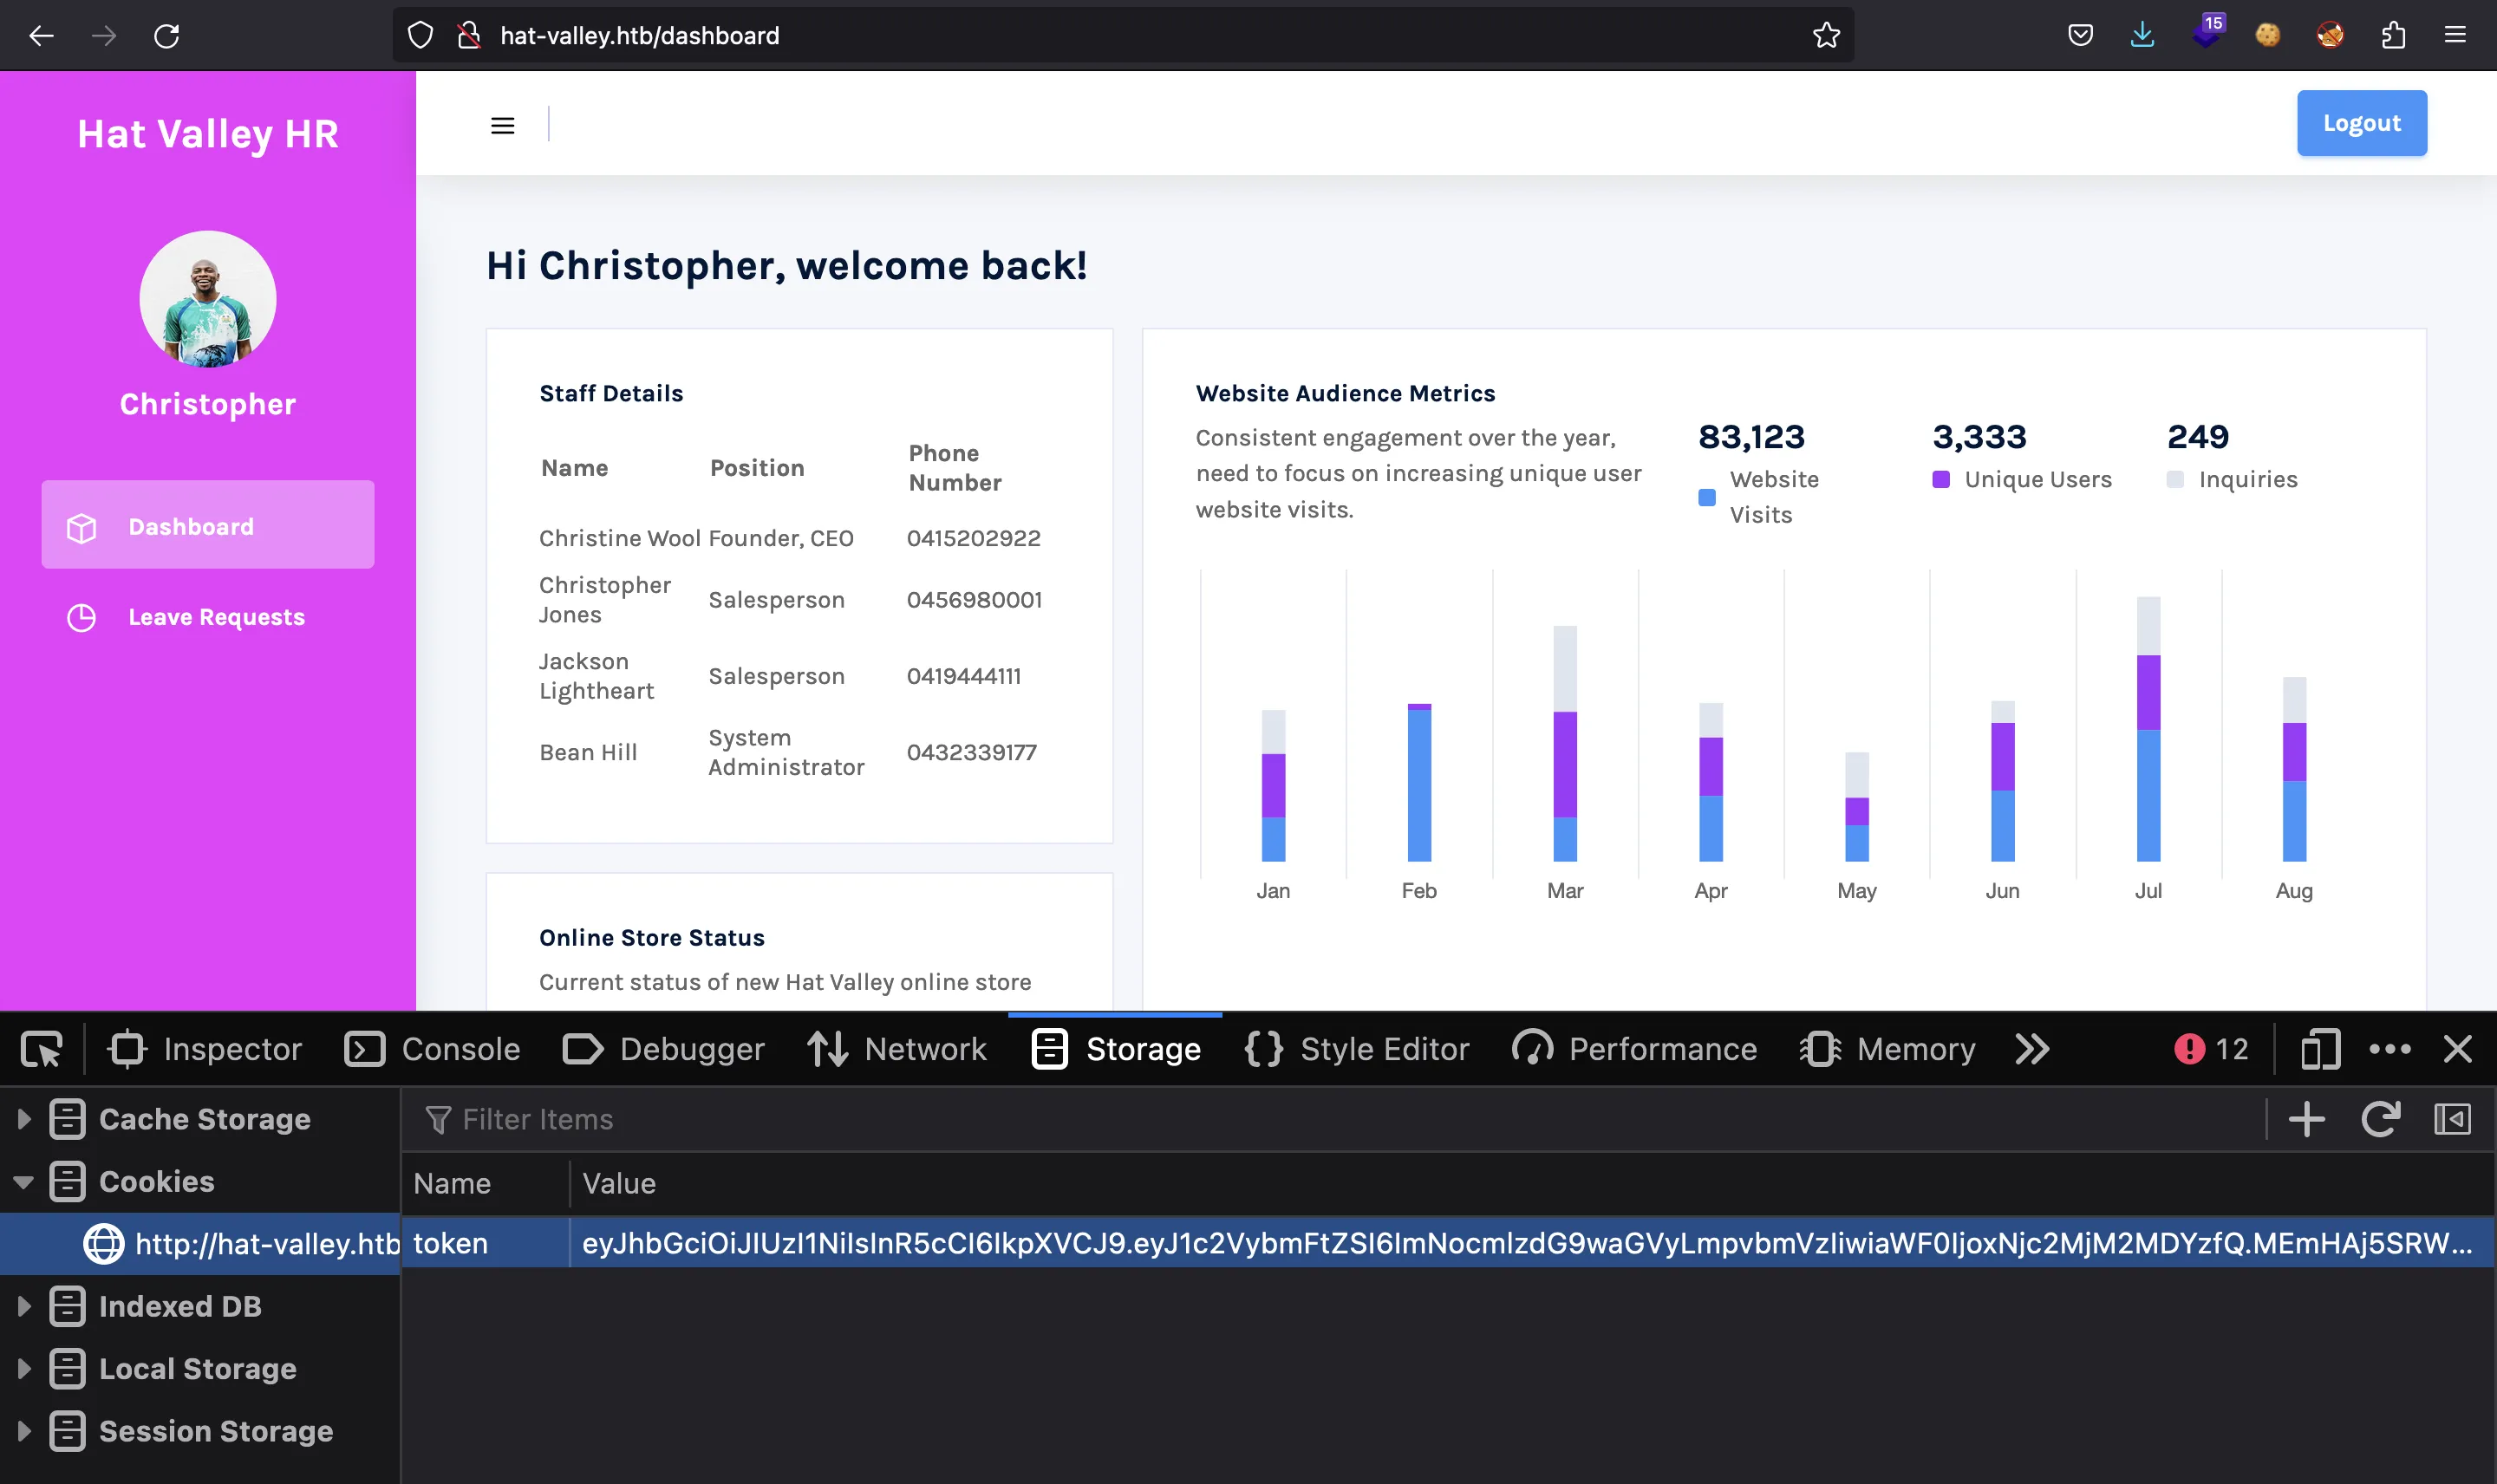 hat-valley.htb/dashboard
15
Hat Valley HR
Christopher
Dashboard
Leave Requests
Logout
Hi Christopher, welcome back!
Staff Details
Name Position Phone Number
Christine Wool Founder, CEO 0415202922
Christopher Jones Salesperson 0456980001
Jackson Lightheart Salesperson 0419444111
Bean Hill System Administrator 0432339177
Online Store Status
Current status of new Hat Valley online store
Website Audience Metrics
Consistent engagement over the year,
need to focus on increasing unique user
website visits.
83,123
Website Visits
3,333
Unique Users
249
Inquiries
Jan Feb Mar Apr May Jun Jul Aug
Inspector Console Debugger Network Storage Style Editor Performance Memory 12
Cache Storage
Cookies
http://hat-valley.htb
Indexed DB
Local Storage
Session Storage
Filter Items
Name Value
token eyJhbGciOiJIUzI1NiIsInR5cCI6IkpXVCJ9.eyJ1c2VybmFtZSI6ImNocmlzdG9waGVyLmpvbmVzIiwiaWF0IjoxNjc2MjM2MDYzfQ.MEmHAj5SRW...